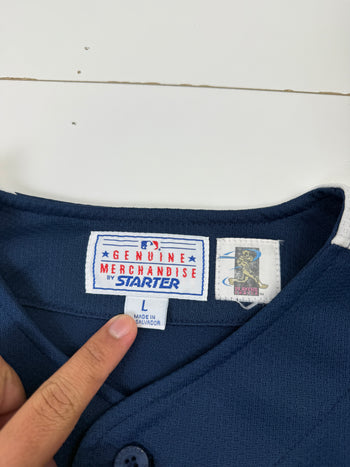 GENUINE
MERCHANDISE
BY STARTER
L
MADE IN
SALVADOR